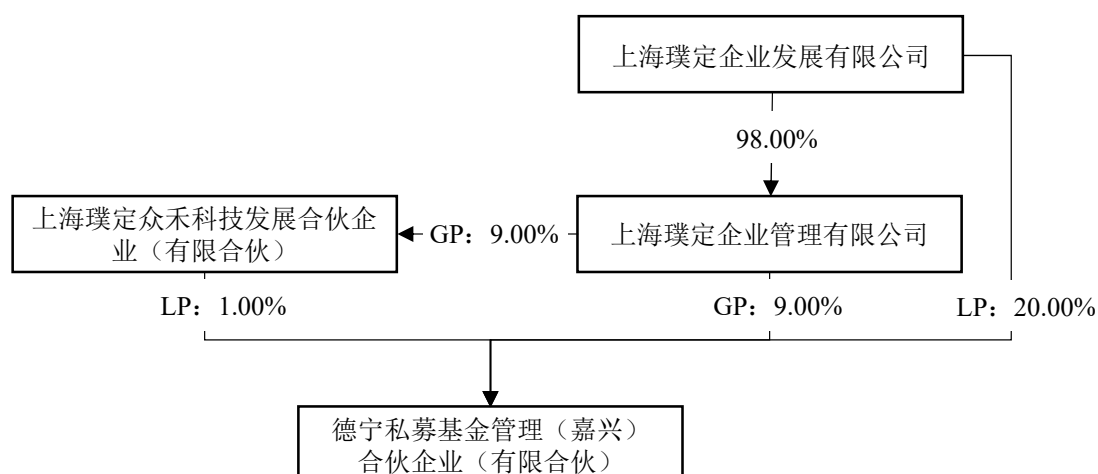 上海璞定企业发展有限公司
98.00%
上海璞定众禾科技发展合伙企
业（有限合伙）
GP：9.00%
上海璞定企业管理有限公司
LP：1.00%
GP：9.00%
LP：20.00%
德宁私募基金管理（嘉兴）
合伙企业（有限合伙）